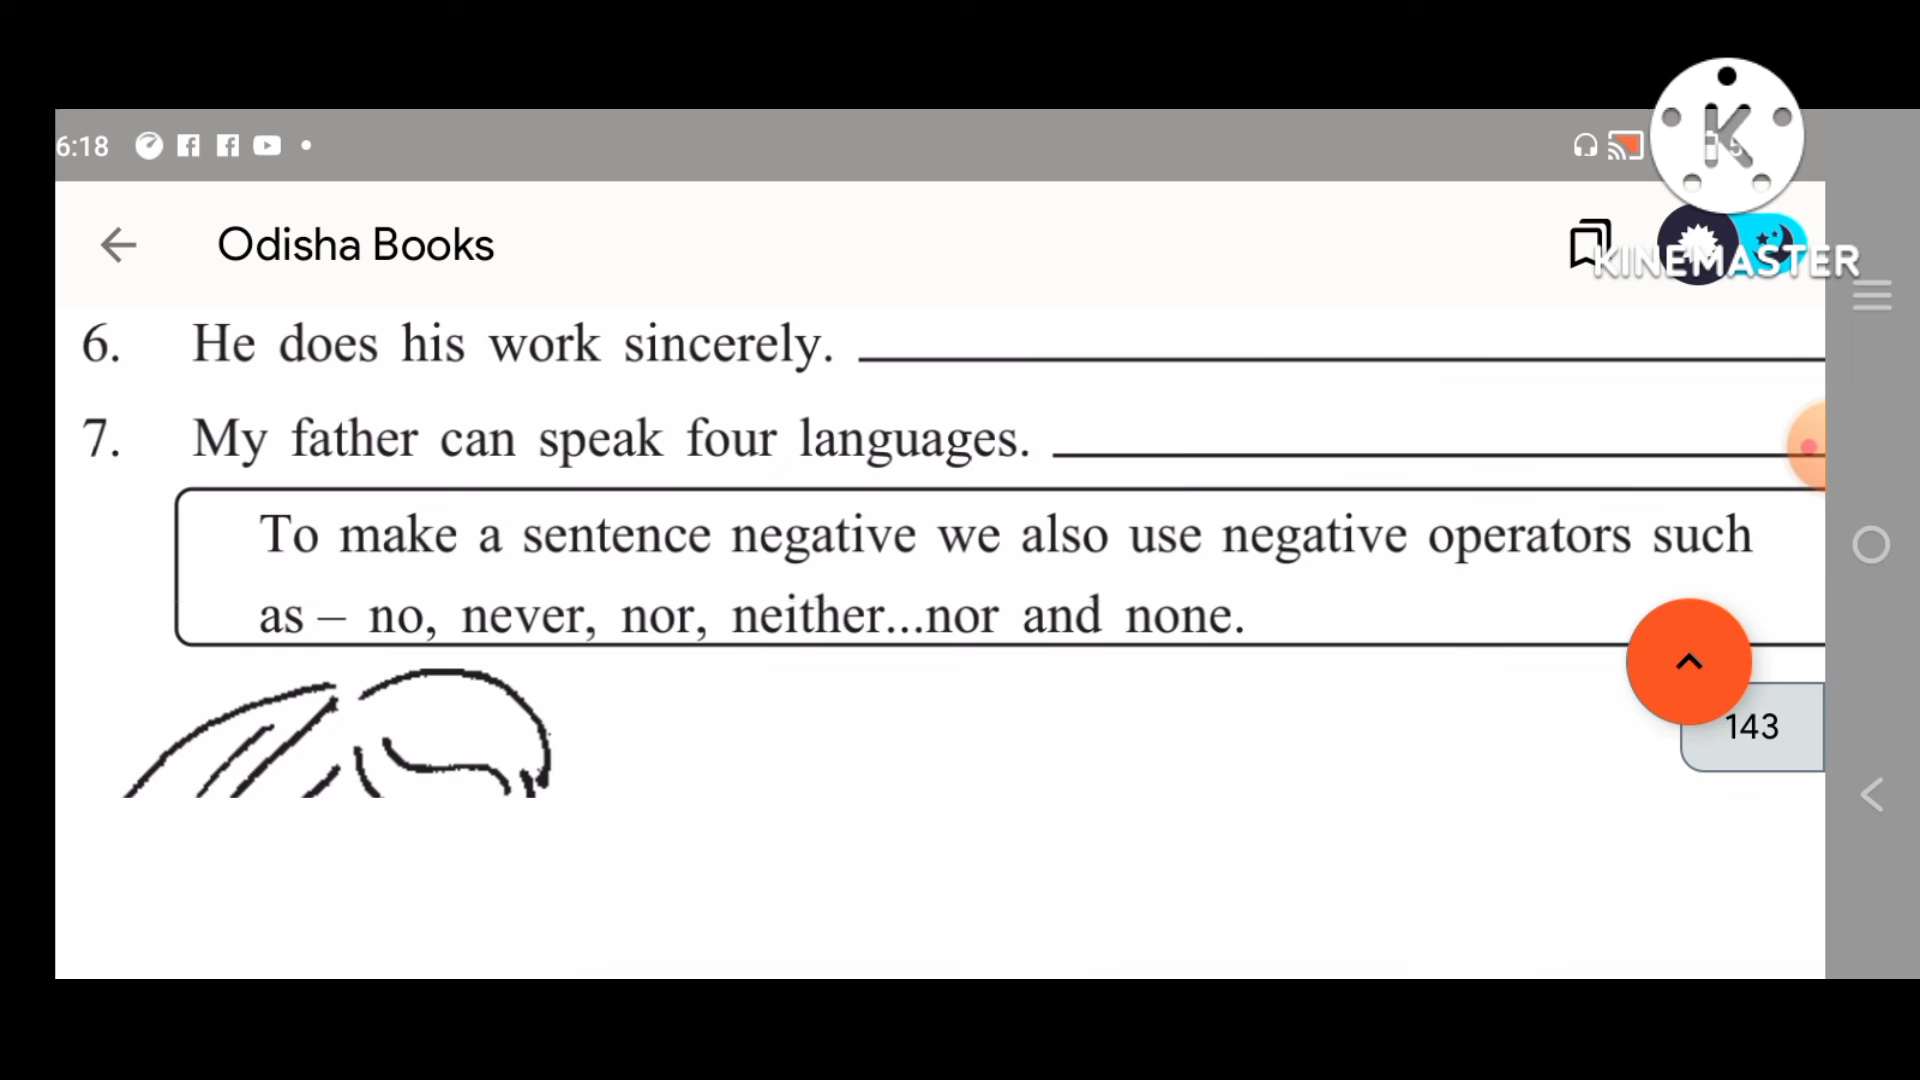 6:18
Odisha Books
KINEMASTER
6. He does his work sincerely.
7. My father can speak four languages.
To make a sentence negative we also use negative operators such
as – no, never, nor, neither...nor and none.
143